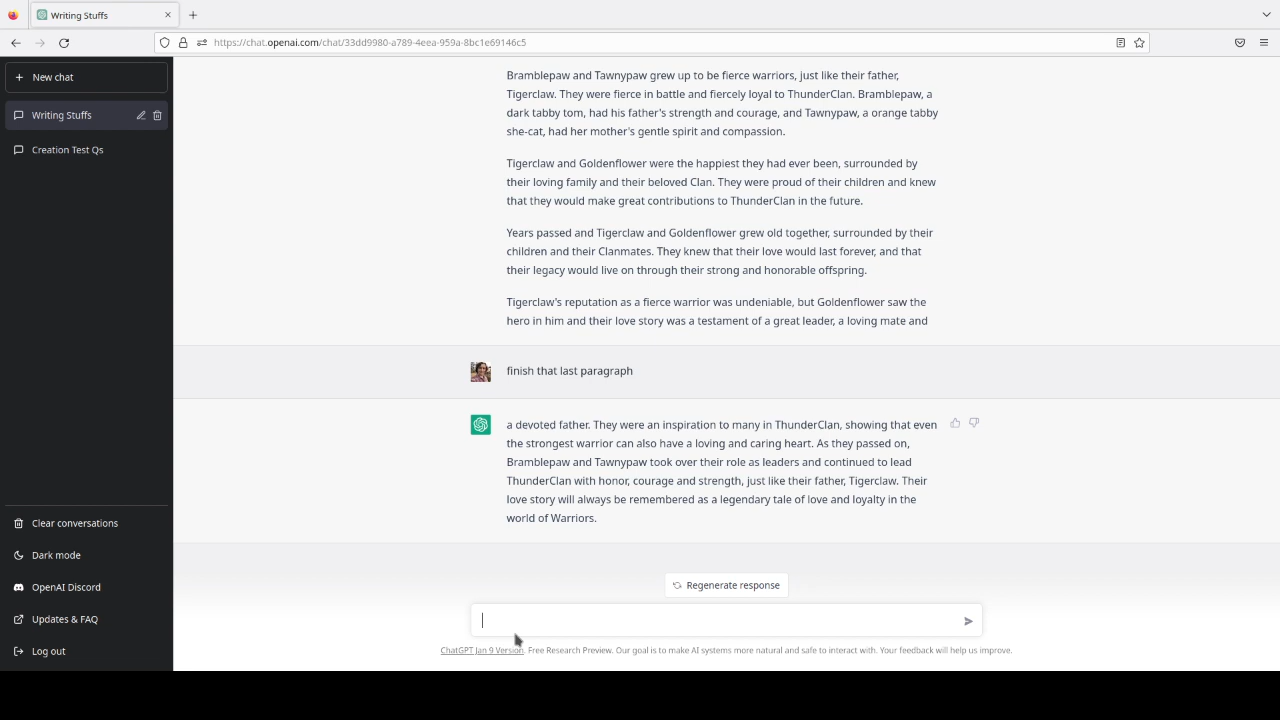 Writing Stuffs
https://chat.openai.com/chat/33dd9980-a789-4eea-959a-8bc1e69146c5
New chat
Writing Stuffs
Creation Test Qs
Bramblepaw and Tawnypaw grew up to be fierce warriors, just like their father,
Tigerclaw. They were fierce in battle and fiercely loyal to ThunderClan. Bramblepaw, a
dark tabby tom, had his father's strength and courage, and Tawnypaw, a orange tabby
she-cat, had her mother's gentle spirit and compassion.
Tigerclaw and Goldenflower were the happiest they had ever been, surrounded by
their loving family and their beloved Clan. They were proud of their children and knew
that they would make great contributions to ThunderClan in the future.
Years passed and Tigerclaw and Goldenflower grew old together, surrounded by their
children and their Clanmates. They knew that their love would last forever, and that
their legacy would live on through their strong and honorable offspring.
Tigerclaw's reputation as a fierce warrior was undeniable, but Goldenflower saw the
hero in him and their love story was a testament of a great leader, a loving mate and
finish that last paragraph
a devoted father. They were an inspiration to many in ThunderClan, showing that even
the strongest warrior can also have a loving and caring heart. As they passed on,
Bramblepaw and Tawnypaw took over their role as leaders and continued to lead
ThunderClan with honor, courage and strength, just like their father, Tigerclaw. Their
love story will always be remembered as a legendary tale of love and loyalty in the
world of Warriors.
Clear conversations
Dark mode
OpenAI Discord
Updates & FAQ
Log out
Regenerate response
ChatGPT Jan 9 Version. Free Research Preview. Our goal is to make AI systems more natural and safe to interact with. Your feedback will help us improve.